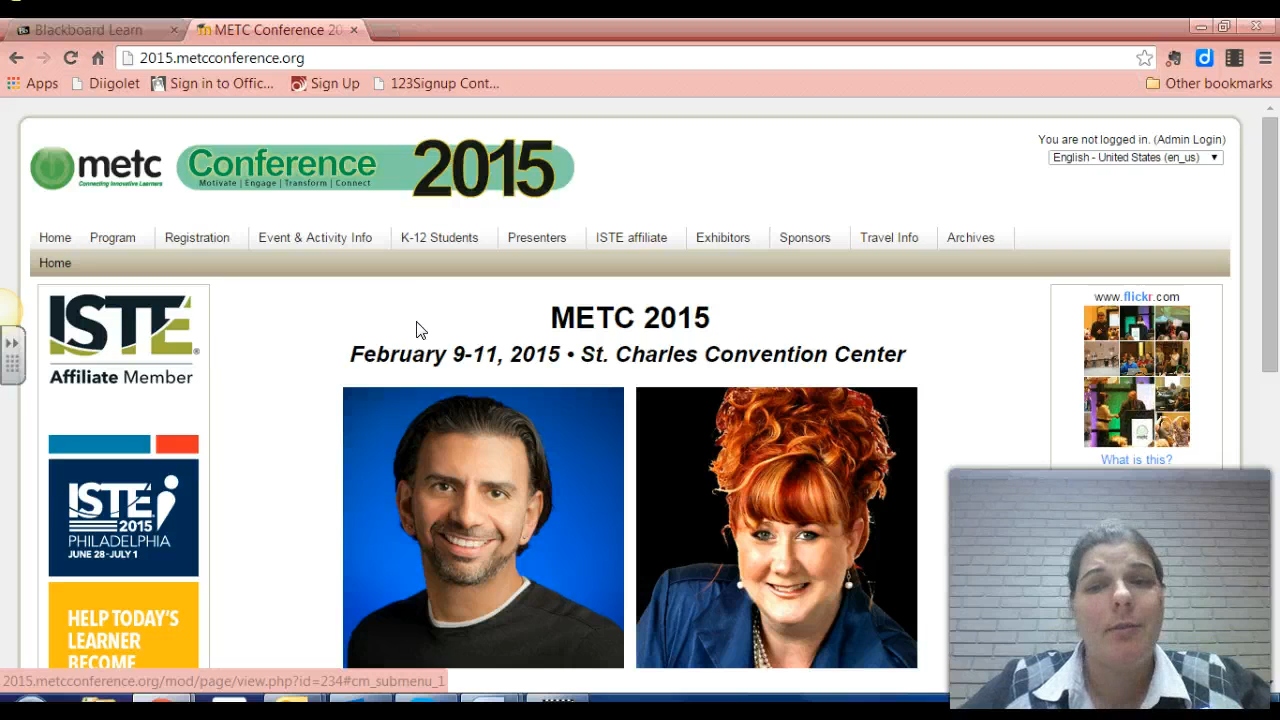 Blackboard Learn
METC Conference 20
2015.metcconference.org
Apps Diigolet Sign in to Offic... Sign Up 123Signup Cont... Other bookmarks
You are not logged in. (Admin Login)
English - United States (en_us)
metc
Connecting Innovative Learners
Conference 2015
Motivate | Engage | Transform | Connect
Home Program Registration Event & Activity Info K-12 Students Presenters ISTE affiliate Exhibitors Sponsors Travel Info Archives
Home
ISTE®
Affiliate Member
ISTE
2015
PHILADELPHIA
JUNE 28-JULY 1
HELP TODAY'S
LEARNER
BECOME
METC 2015
February 9-11, 2015 • St. Charles Convention Center
www.flickr.com
What is this?
2015.metcconference.org/mod/page/view.php?id=234#cm_submenu_1